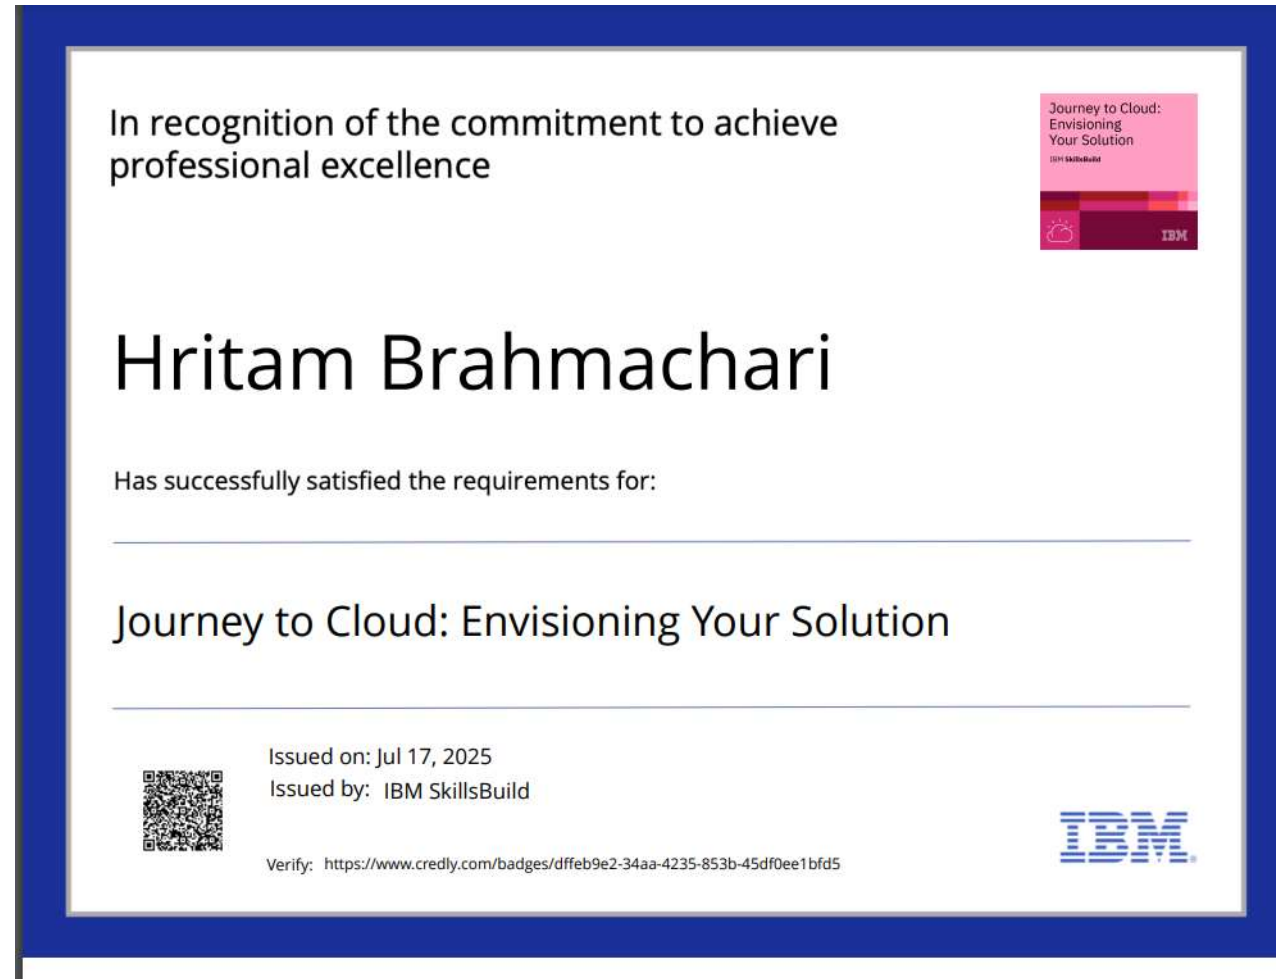 In recognition of the commitment to achieve
professional excellence
Journey to Cloud:
Envisioning
Your Solution
IBM SkillsBuild
IBM
Hritam Brahmachari
Has successfully satisfied the requirements for:
Journey to Cloud: Envisioning Your Solution
Issued on: Jul 17, 2025
Issued by: IBM SkillsBuild
Verify: https://www.credly.com/badges/dffeb9e2-34aa-4235-853b-45df0ee1bfd5
IBM